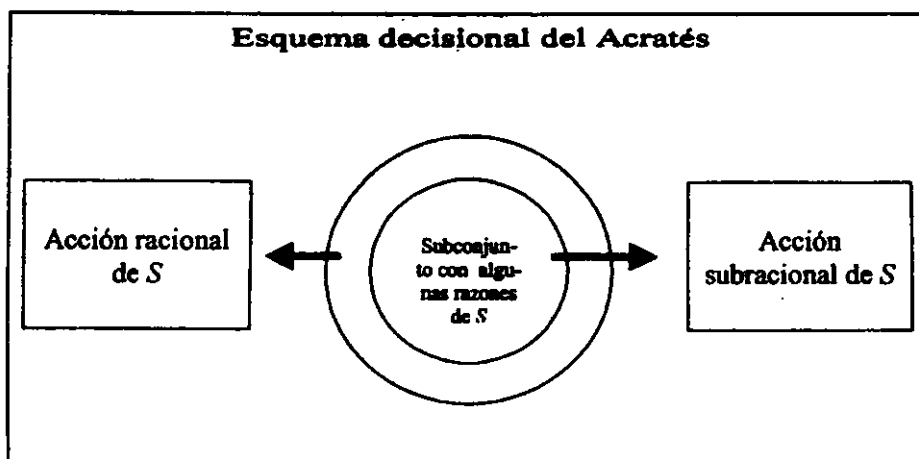 Esquema decisional del Acratés
Acción racional
de S
Subconjun-
to con algu-
nas razones
de S
Acción
subracional de S